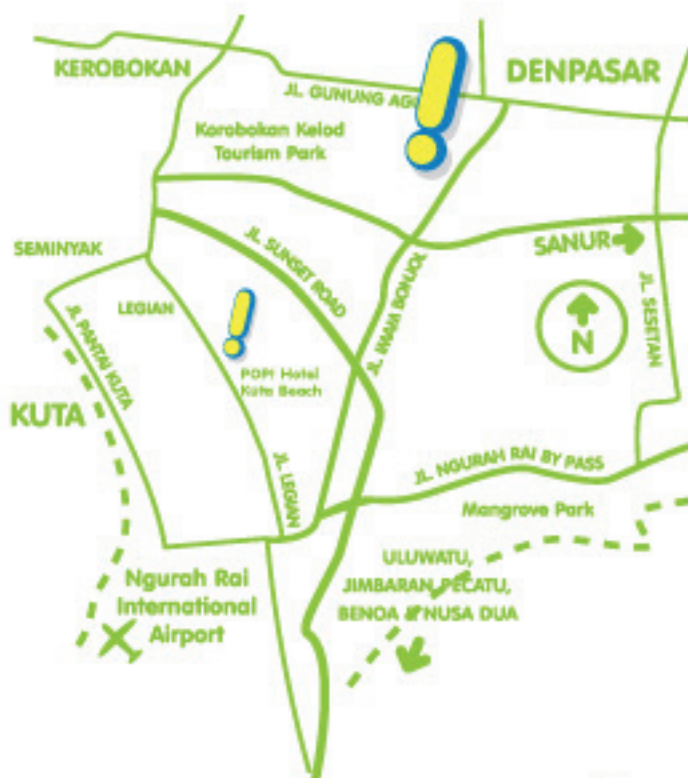 KEROBOKAN
DENPASAR
JL. GUNUNG AGU
Korobokan Kelod
Tourism Park
SANUR
SEMINYAK
JL. SUNSET ROAD
JL. IMAM BONJOL
JL. SESETAN
LEGIAN
JL. PANTAI KUTA
N
POP! Hotel
Kuta Beach
KUTA
JL. LEGIAN
JL. NGURAH RAI BY PASS
Mangrove Park
ULUWATU,
JIMBARAN, PECATU,
BENOA & NUSA DUA
Ngurah Rai
International
Airport